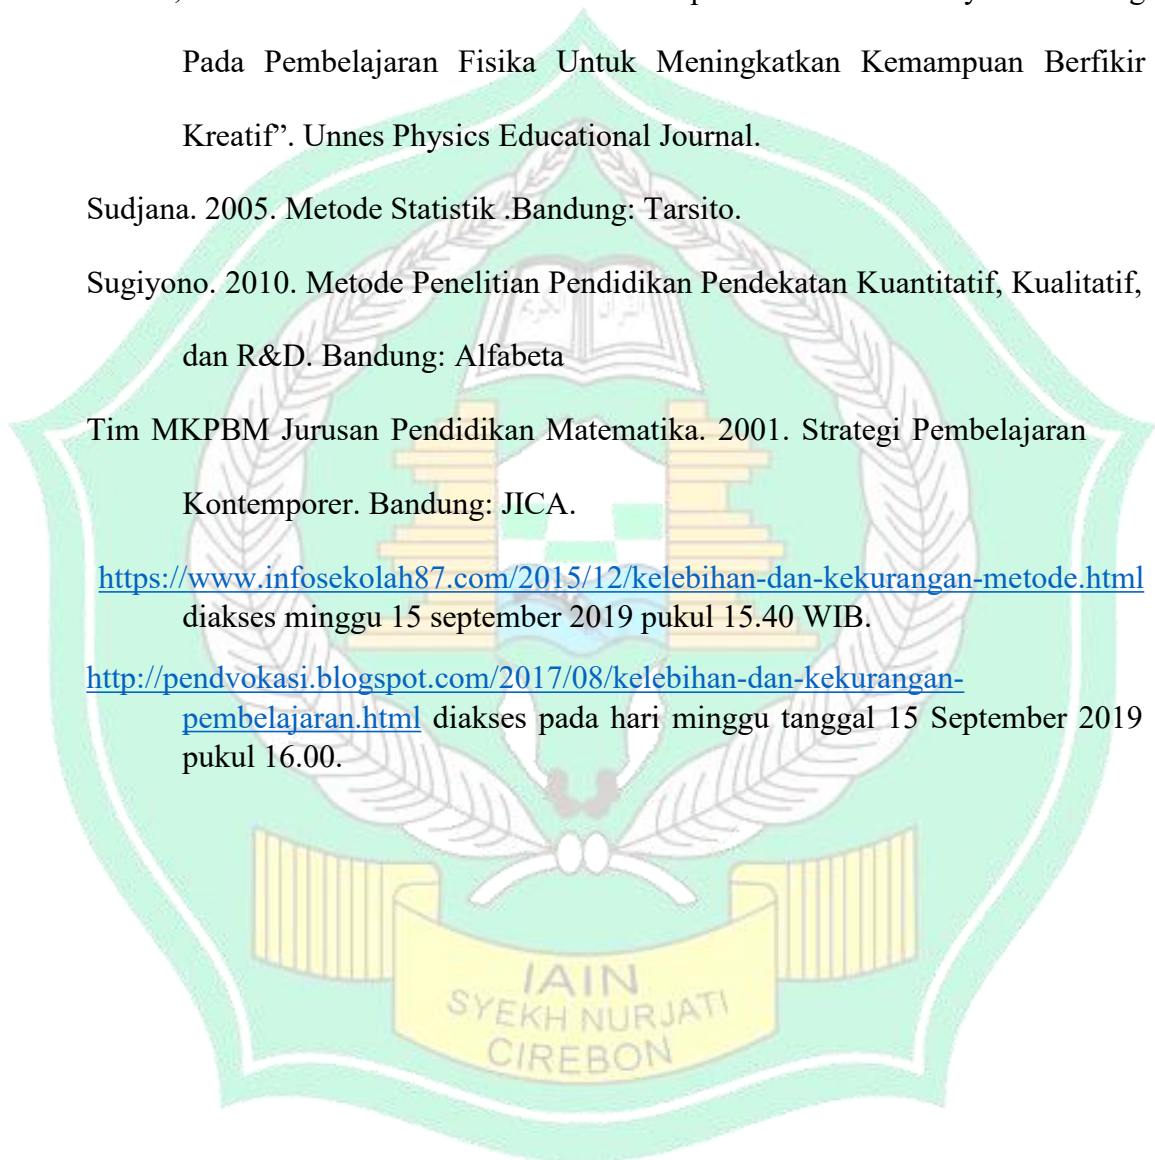 Pada Pembelajaran Fisika Untuk Meningkatkan Kemampuan Berfikir
Kreatif”. Unnes Physics Educational Journal.
Sudjana. 2005. Metode Statistik .Bandung: Tarsito.
Sugiyono. 2010. Metode Penelitian Pendidikan Pendekatan Kuantitatif, Kualitatif,
dan R&D. Bandung: Alfabeta
Tim MKPBM Jurusan Pendidikan Matematika. 2001. Strategi Pembelajaran
Kontemporer. Bandung: JICA.
https://www.infosekolah87.com/2015/12/kelebihan-dan-kekurangan-metode.html
diakses minggu 15 september 2019 pukul 15.40 WIB.
http://pendvokasi.blogspot.com/2017/08/kelebihan-dan-kekurangan-
pembelajaran.html diakses pada hari minggu tanggal 15 September 2019
pukul 16.00.
IAIN
SYEKH NURJATI
CIREBON